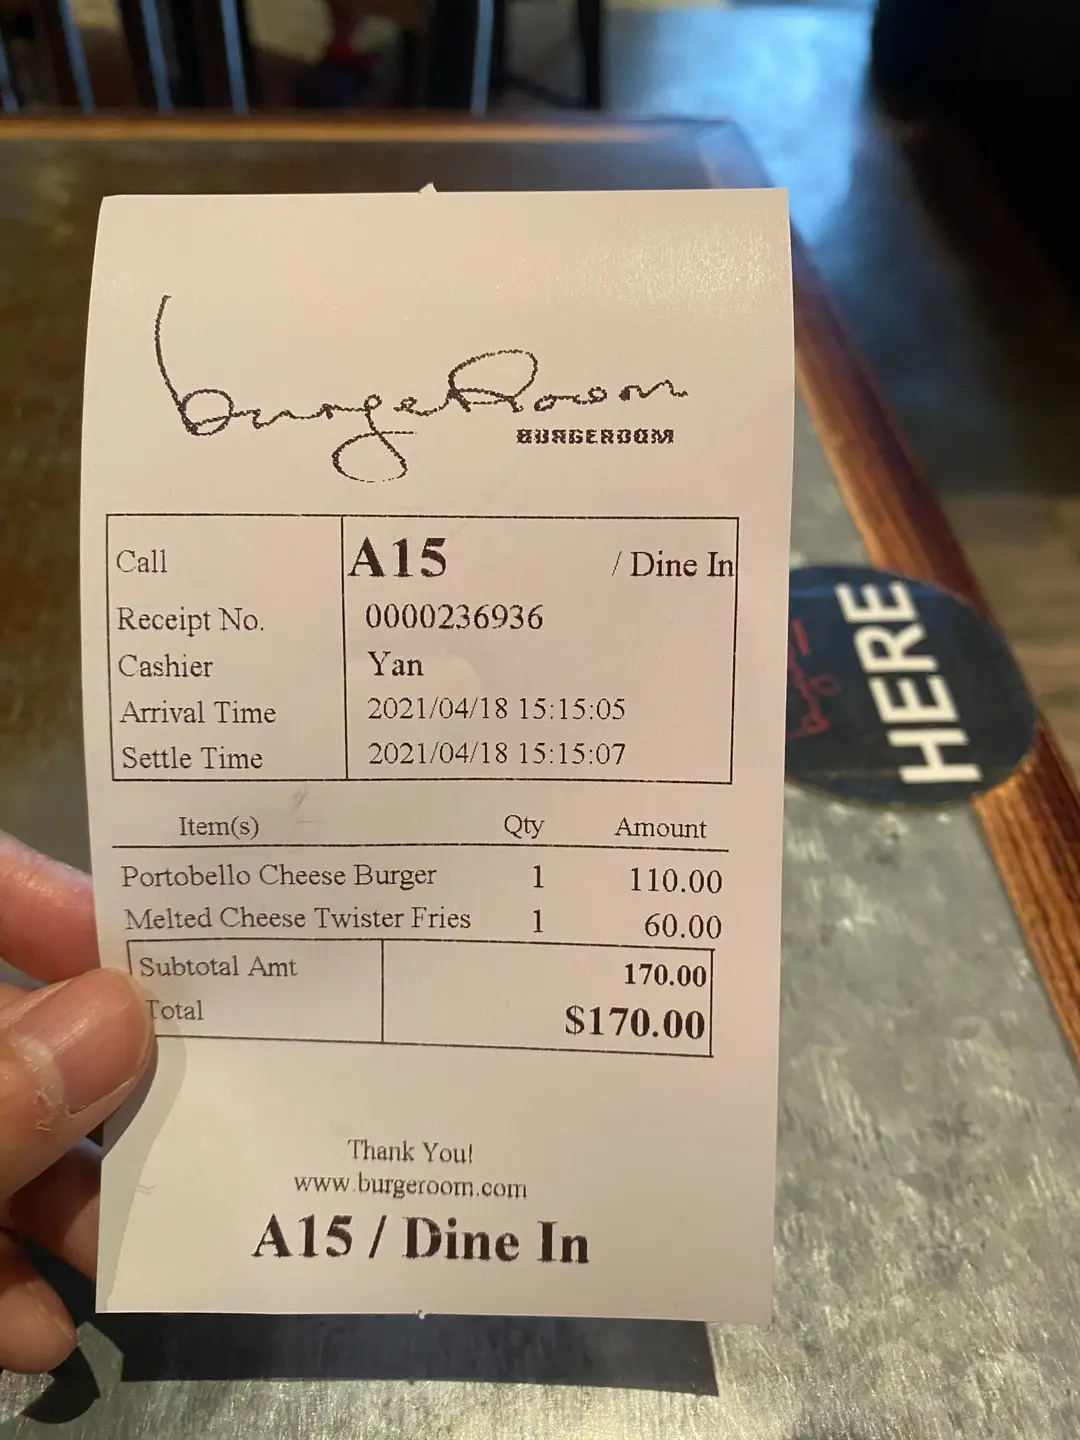 burgeRoom
BURGEROOM
Call A15 / Dine In
Receipt No. 0000236936
Cashier Yan
Arrival Time 2021/04/18 15:15:05
Settle Time 2021/04/18 15:15:07
Item(s) Qty Amount
Portobello Cheese Burger 1 110.00
Melted Cheese Twister Fries 1 60.00
Subtotal Amt 170.00
Total $170.00
Thank You!
www.burgeroom.com
A15 / Dine In
HERE